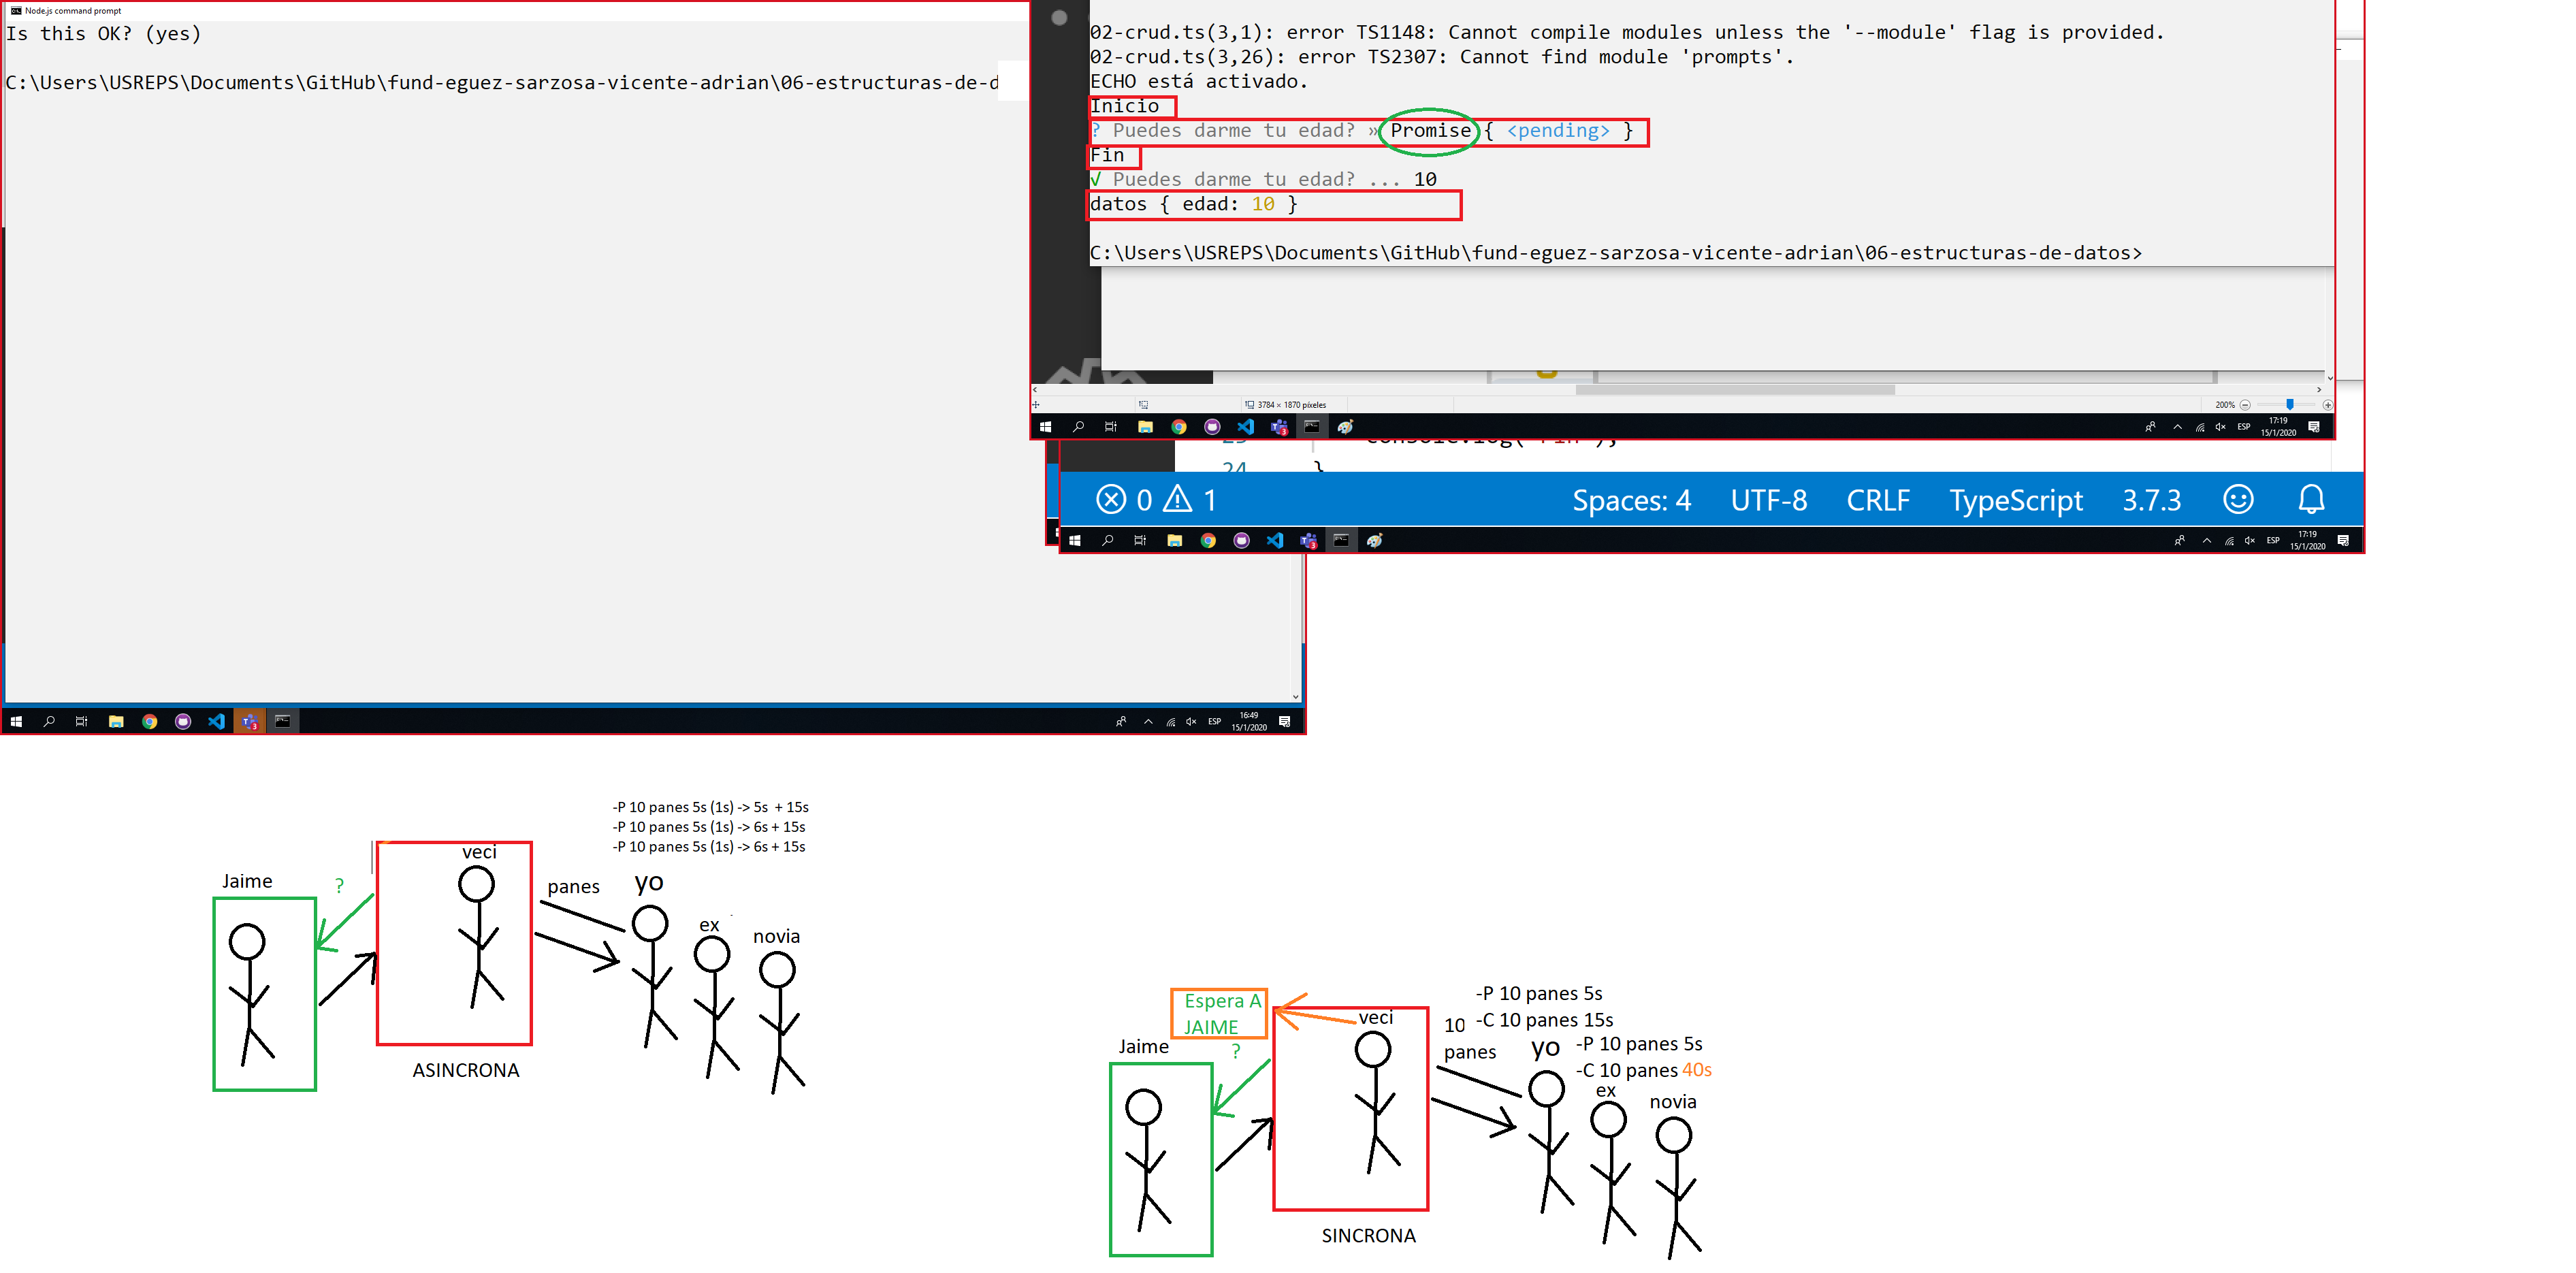 Node.js command prompt
Is this OK? (yes)
C:\Users\USREPS\Documents\GitHub\fund-eguez-sarzosa-vicente-adrian\06-estructuras-de-d
02-crud.ts(3,1): error TS1148: Cannot compile modules unless the '--module' flag is provided.
02-crud.ts(3,26): error TS2307: Cannot find module 'prompts'.
ECHO está activado.
Inicio
? Puedes darme tu edad? » Promise { <pending> }
Fin
√ Puedes darme tu edad? ... 10
datos { edad: 10 }
C:\Users\USREPS\Documents\GitHub\fund-eguez-sarzosa-vicente-adrian\06-estructuras-de-datos>
3784 × 1870 píxeles
200%
3
ESP
17:19
15/1/2020
24
}
0 1
Spaces: 4
UTF-8
CRLF
TypeScript
3.7.3
3
ESP
17:19
15/1/2020
3
ESP
16:49
15/1/2020
-P 10 panes 5s (1s) -> 5s + 15s
-P 10 panes 5s (1s) -> 6s + 15s
-P 10 panes 5s (1s) -> 6s + 15s
veci
Jaime
?
panes
yo
ex
novia
ASINCRONA
Espera A
JAIME
-P 10 panes 5s
-C 10 panes 15s
veci
10
panes
Jaime
?
yo
-P 10 panes 5s
-C 10 panes 40s
ex
novia
SINCRONA